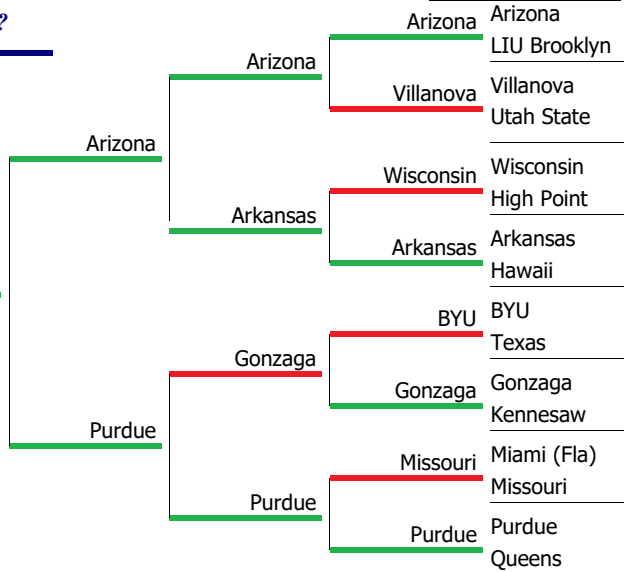 ?
Arizona
Arizona
LIU Brooklyn
Arizona
Villanova
Villanova
Utah State
Arizona
Wisconsin
Wisconsin
High Point
Arkansas
Arkansas
Arkansas
Hawaii
BYU
BYU
Texas
Gonzaga
Gonzaga
Gonzaga
Kennesaw
Purdue
Missouri
Miami (Fla)
Missouri
Purdue
Purdue
Purdue
Queens